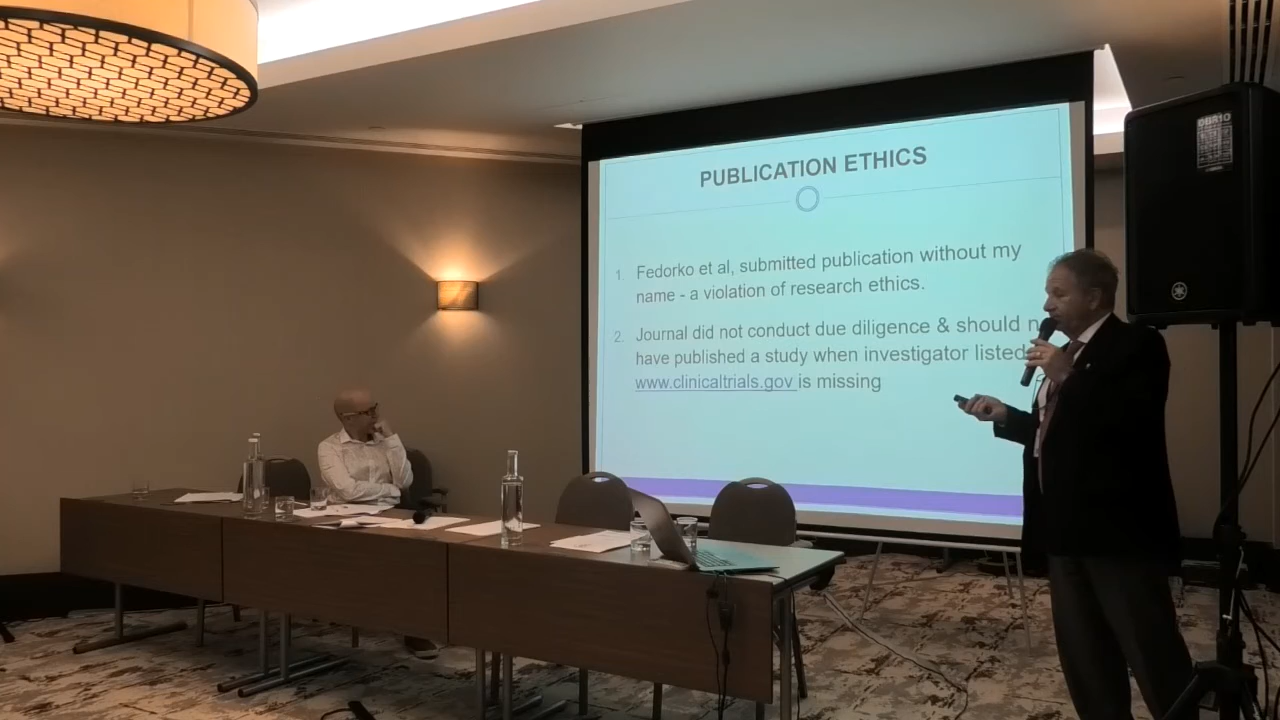 PUBLICATION ETHICS
1. Fedorko et al, submitted publication without my
name - a violation of research ethics.
2. Journal did not conduct due diligence & should
have published a study when investigator listed
www.clinicaltrials.gov is missing
DBR10